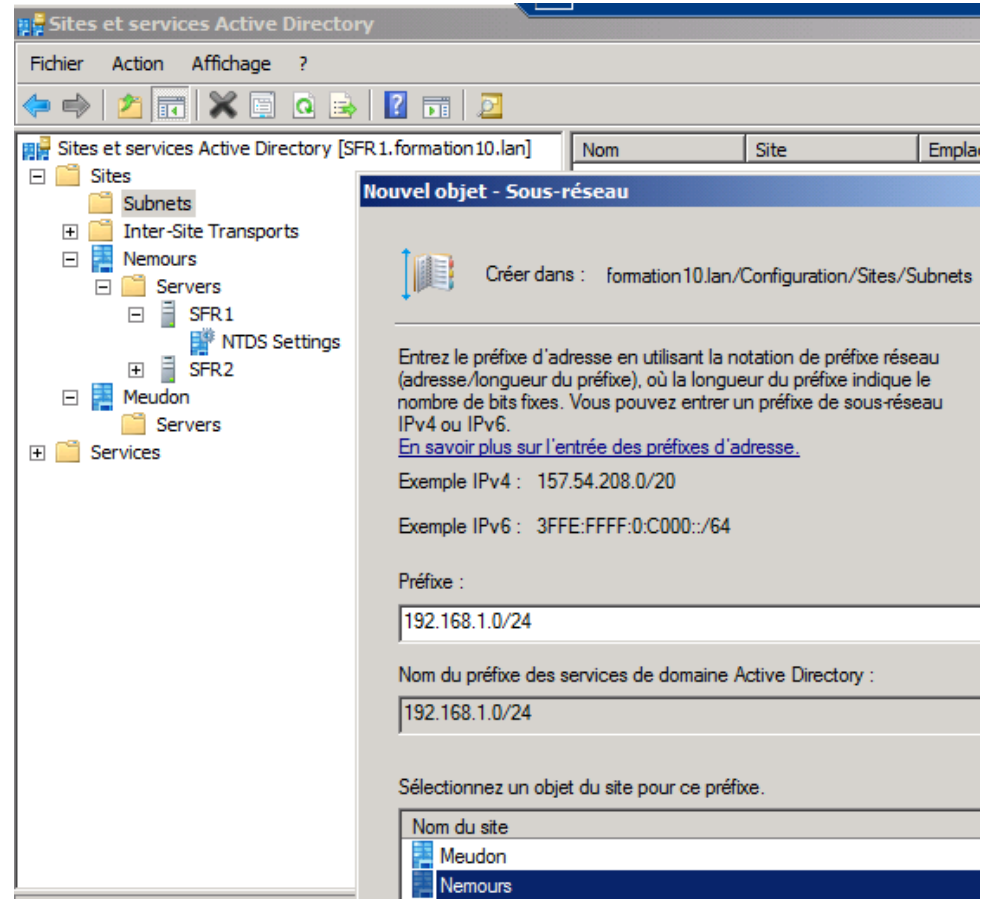 Sites et services Active Directory
Fichier Action Affichage ?
Sites et services Active Directory [SFR1.formation10.lan]
Sites
Subnets
Inter-Site Transports
Nemours
Servers
SFR1
NTDS Settings
SFR2
Meudon
Servers
Services
Nom Site Empla
Nouvel objet - Sous-réseau
Créer dans : formation10.lan/Configuration/Sites/Subnets
Entrez le préfixe d'adresse en utilisant la notation de préfixe réseau
(adresse/longueur du préfixe), où la longueur du préfixe indique le
nombre de bits fixes. Vous pouvez entrer un préfixe de sous-réseau
IPv4 ou IPv6.
En savoir plus sur l'entrée des préfixes d'adresse.
Exemple IPv4 : 157.54.208.0/20
Exemple IPv6 : 3FFE:FFFF:0:C000::/64
Préfixe :
192.168.1.0/24
Nom du préfixe des services de domaine Active Directory :
192.168.1.0/24
Sélectionnez un objet du site pour ce préfixe.
Nom du site
Meudon
Nemours